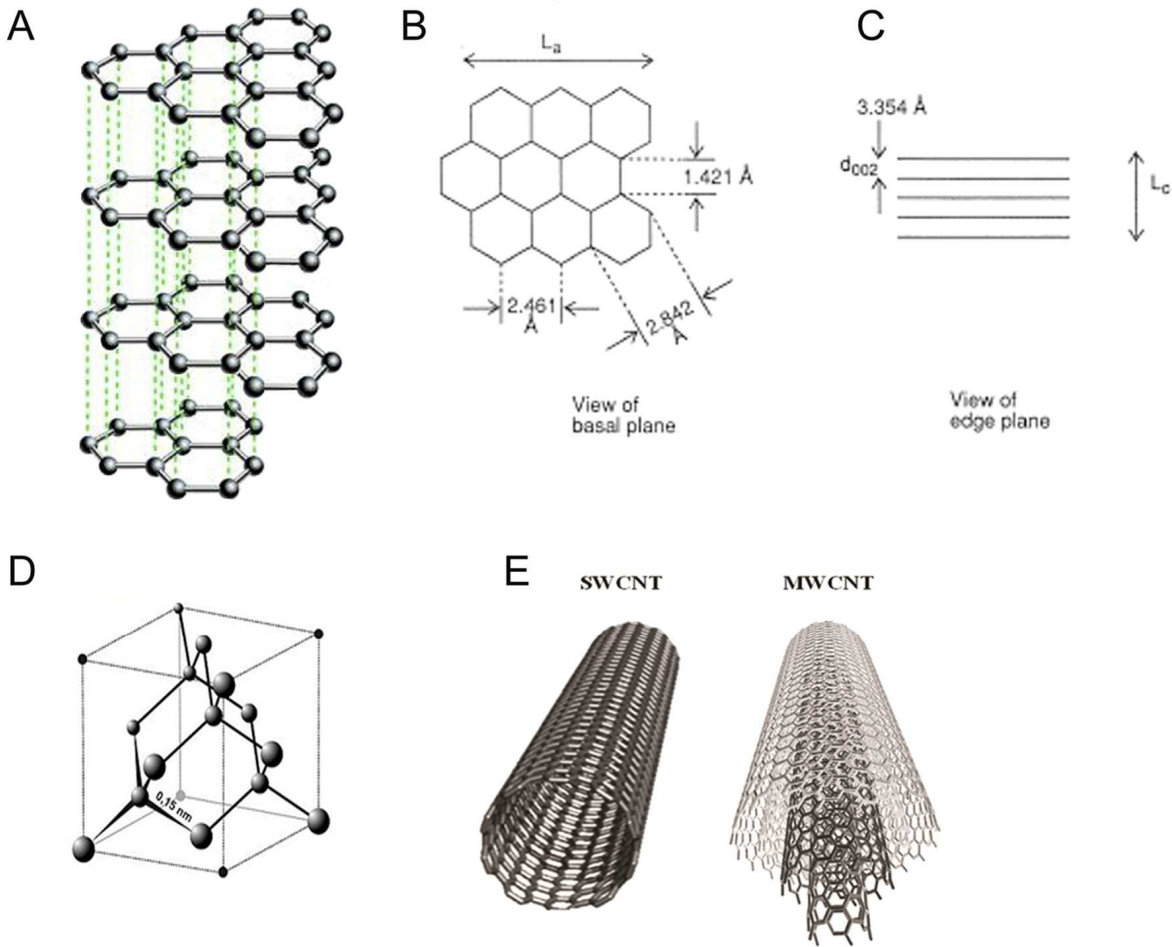 A
B
C
Lₐ
1.421 Å
2.461
Å
2.842
Å
View of
basal plane
3.354 Å
d₀₀₂
L꜀
View of
edge plane
D
0,15 nm
E
SWCNT
MWCNT